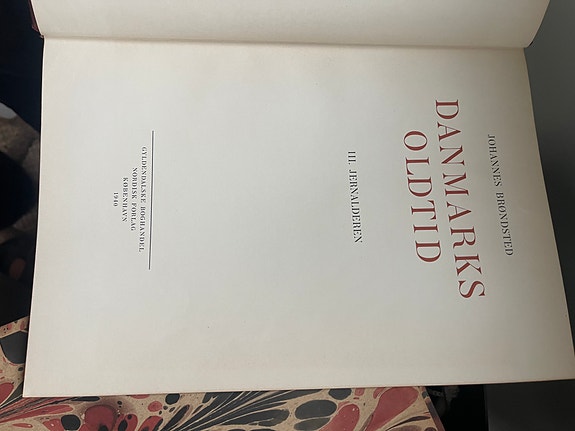 JOHANNES BRØNDSTED
DANMARKS
OLDTID
III. JERNALDEREN
GYLDENDALSKE BOGHANDEL
NORDISK FORLAG
KØBENHAVN
1940